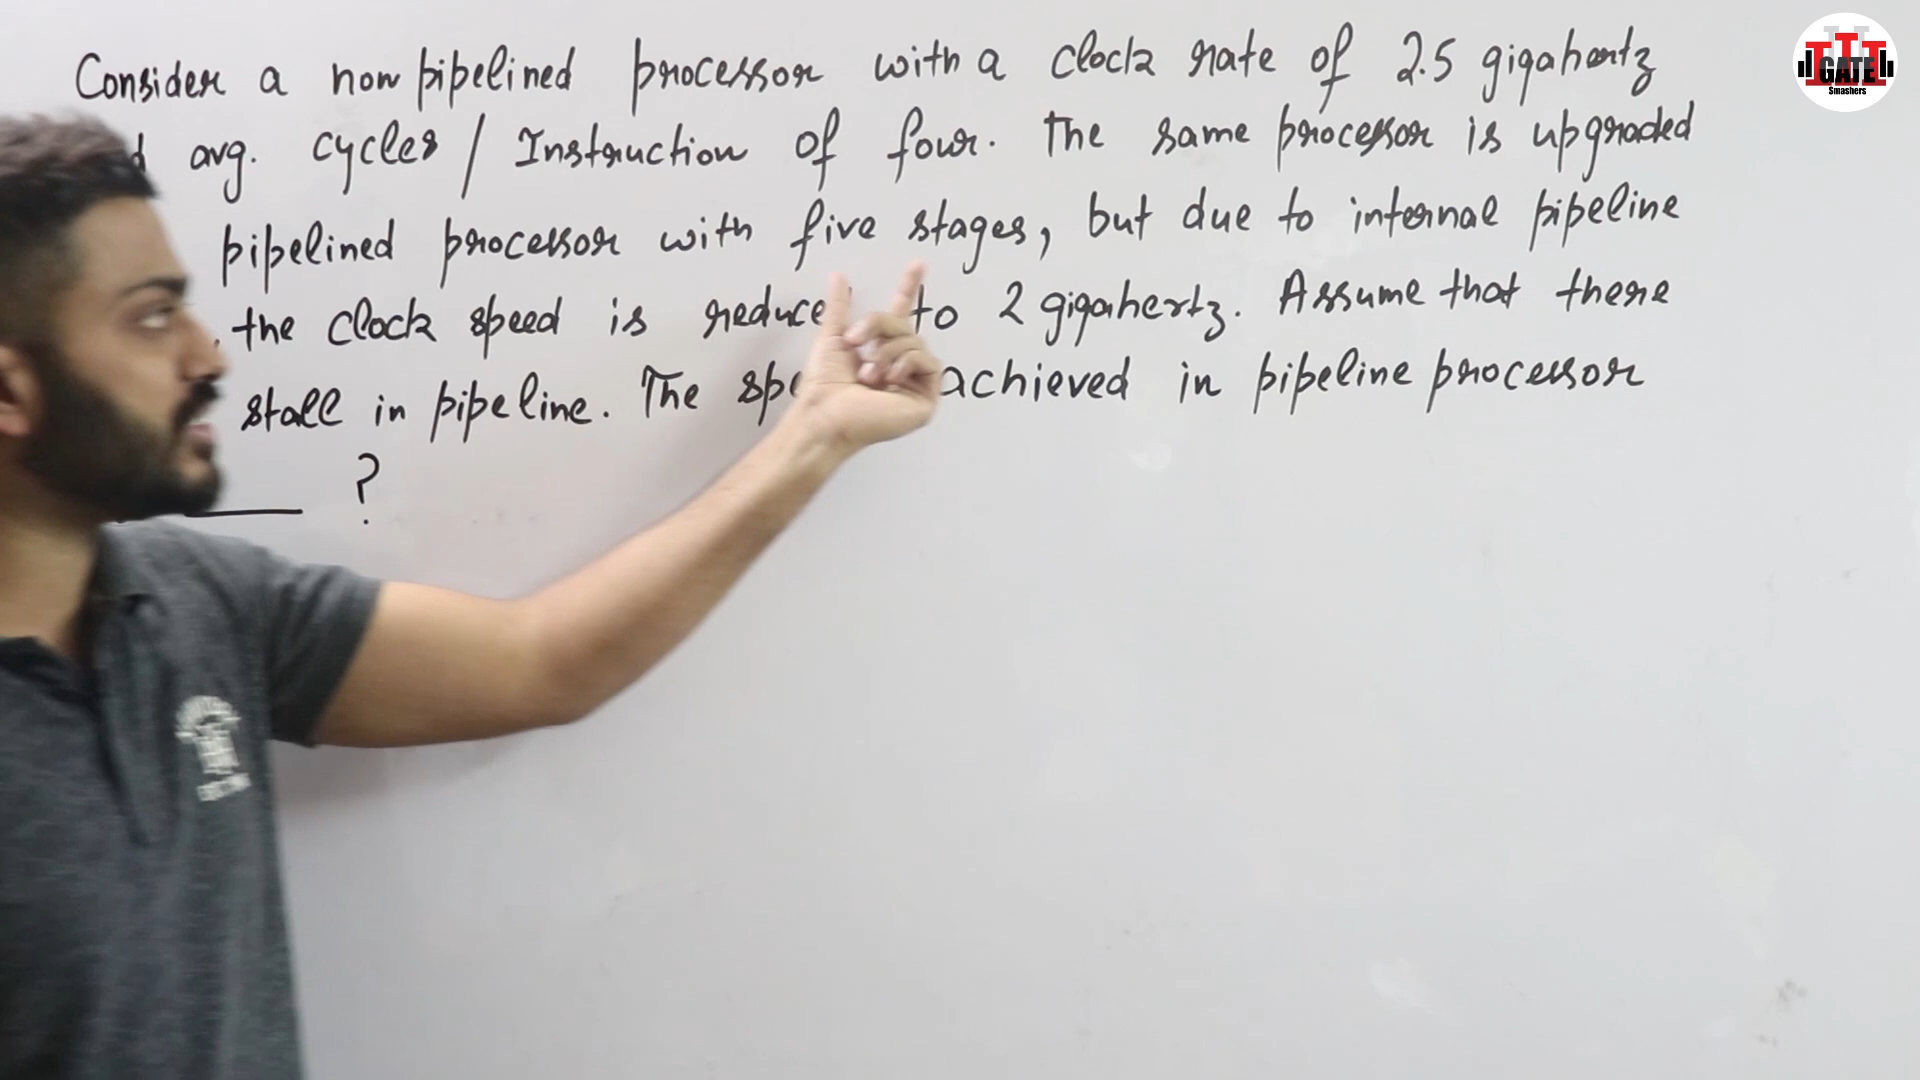 Consider a non pipelined processor with a clock rate of 2.5 gigahertz
avg. cycles / Instruction of four. The same processor is upgraded
pipelined processor with five stages, but due to internal pipeline
the clock speed is reduce to 2 gigahertz. Assume that there
stall in pipeline. The achieved in pipeline processor
?
GATE
Smashers